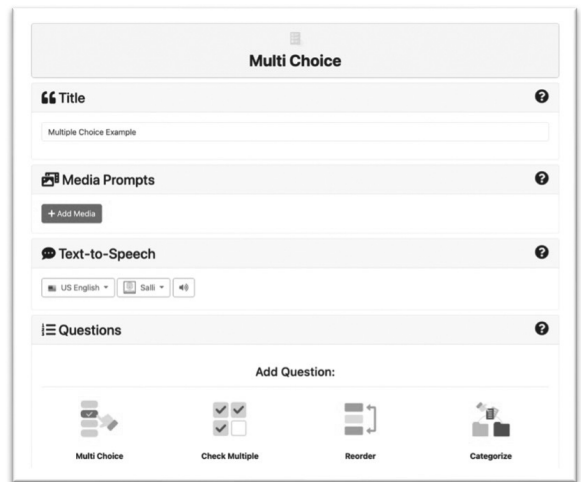 Multi Choice
Title
Multiple Choice Example
Media Prompts
+ Add Media
Text-to-Speech
US English
Salli
Questions
Add Question:
Multi Choice
Check Multiple
Reorder
Categorize